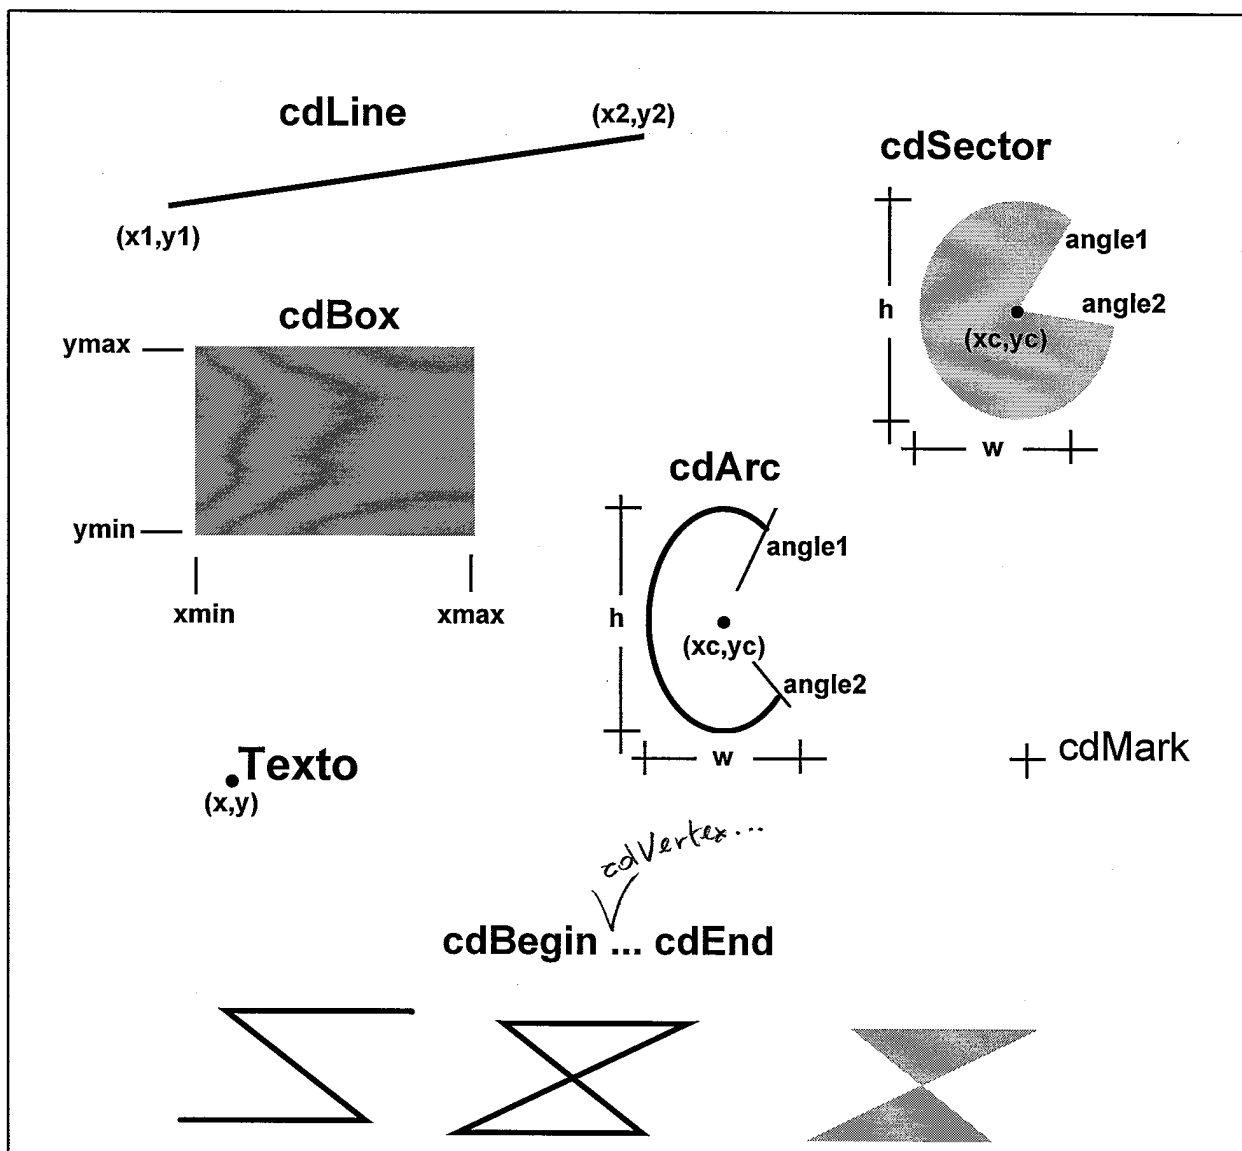 cdLine
(x2,y2)
(x1,y1)
cdSector
angle1
h
angle2
(xc,yc)
w
cdBox
ymax
ymin
xmin
xmax
cdArc
angle1
h
(xc,yc)
angle2
w
Texto
(x,y)
cdMark
cdVertex...
cdBegin ... cdEnd